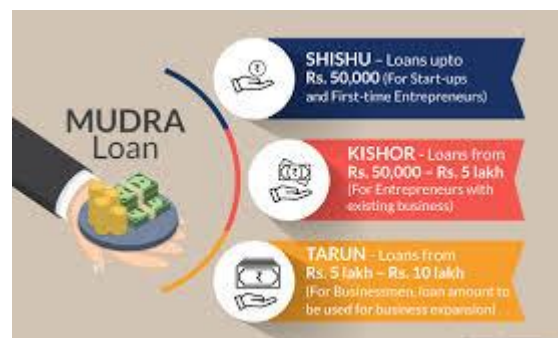 MUDRA
Loan
SHISHU – Loans upto
Rs. 50,000 (For Start-ups
and First-time Entrepreneurs)
KISHOR - Loans from
Rs. 50,000 – Rs. 5 lakh
(For Entrepreneurs with
existing business)
TARUN - Loans from
Rs. 5 lakh – Rs. 10 lakh
(For Businessmen, loan amount to
be used for business expansion)